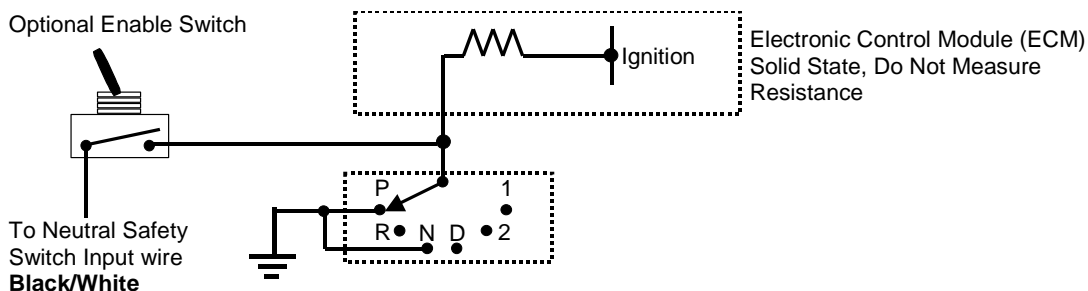 Optional Enable Switch
Ignition
Electronic Control Module (ECM)
Solid State, Do Not Measure
Resistance
P
1
R N D 2
To Neutral Safety
Switch Input wire
Black/White